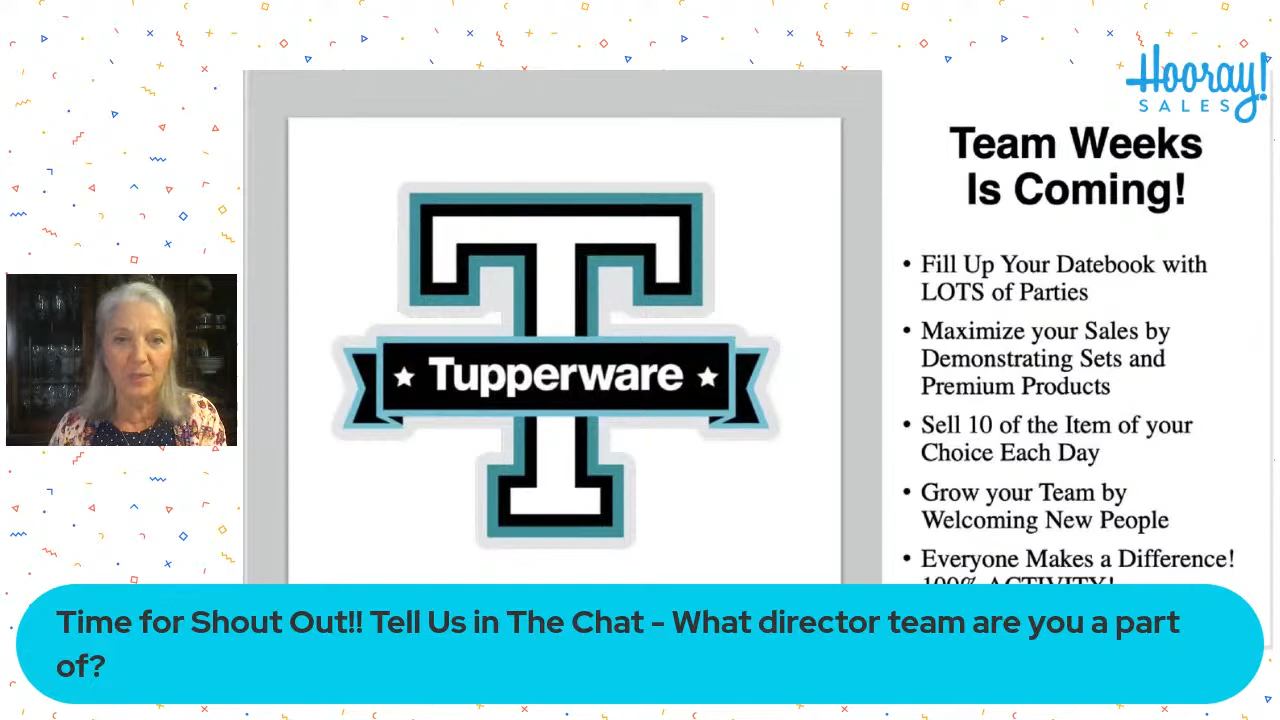 Hooray!
SALES
Team Weeks
Is Coming!
• Fill Up Your Datebook with
LOTS of Parties
• Maximize your Sales by
Demonstrating Sets and
Premium Products
• Sell 10 of the Item of your
Choice Each Day
• Grow your Team by
Welcoming New People
• Everyone Makes a Difference!
100% ACTIVITY!
T
Tupperware
Time for Shout Out!! Tell Us in The Chat - What director team are you a part
of?